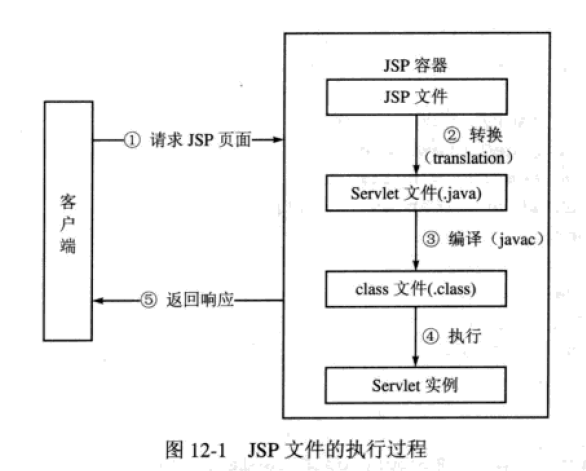 JSP 容器
JSP 文件
① 请求 JSP 页面
② 转换
（translation）
Servlet 文件(.java)
客
户
端
③ 编译（javac）
class 文件(.class)
⑤ 返回响应
④ 执行
Servlet 实例
图 12-1 JSP 文件的执行过程